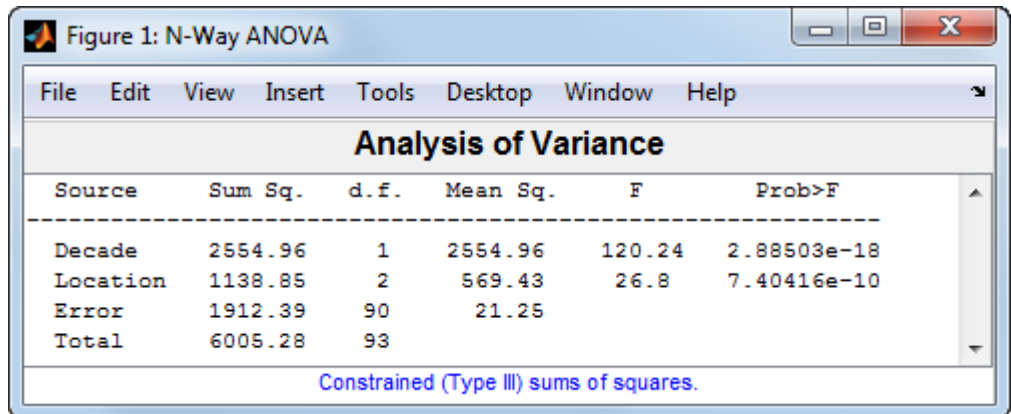 Figure 1: N-Way ANOVA
File Edit View Insert Tools Desktop Window Help
Analysis of Variance
Source Sum Sq. d.f. Mean Sq. F Prob>F
Decade 2554.96 1 2554.96 120.24 2.88503e-18
Location 1138.85 2 569.43 26.8 7.40416e-10
Error 1912.39 90 21.25
Total 6005.28 93
Constrained (Type III) sums of squares.